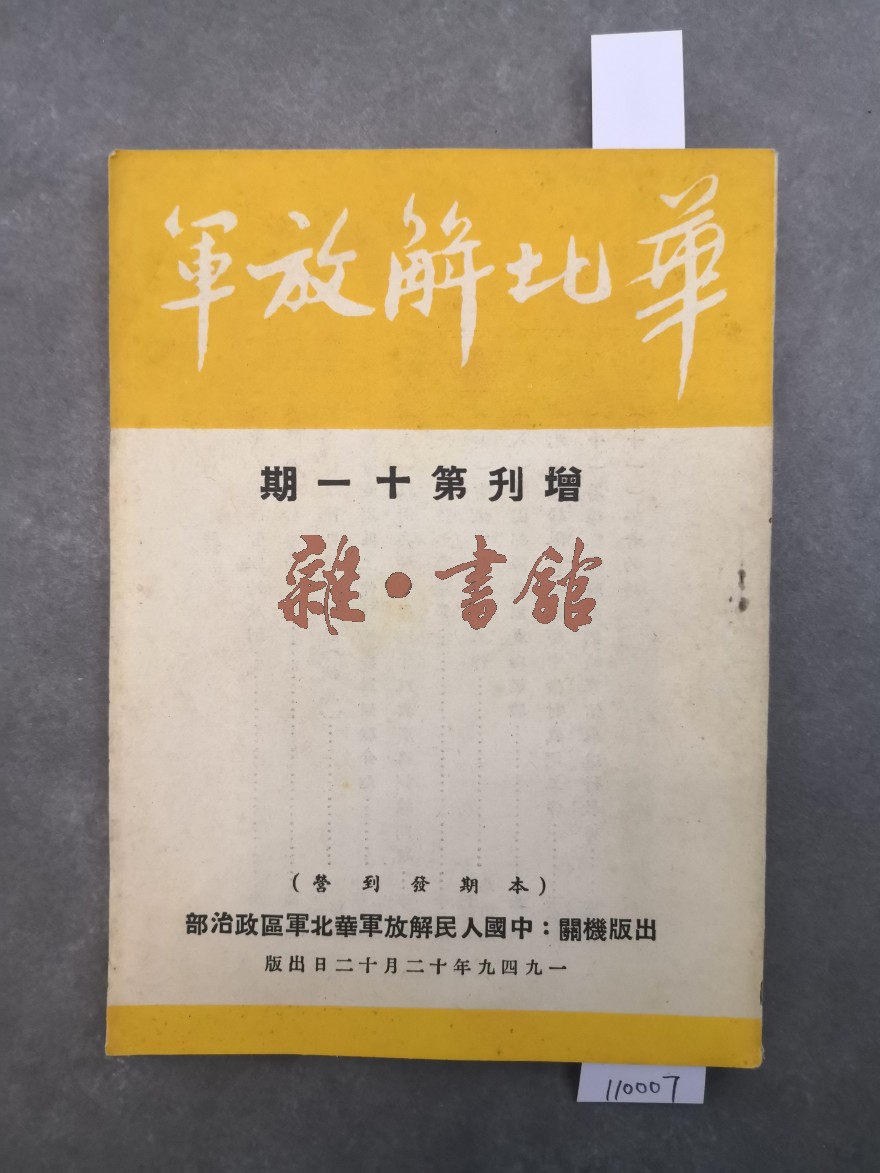 華北解放軍
增刊第十一期
雜·書館
(本期發到營)
出版機關：中國人民解放軍華北軍區政治部
一九四九年十二月十二日出版
110007